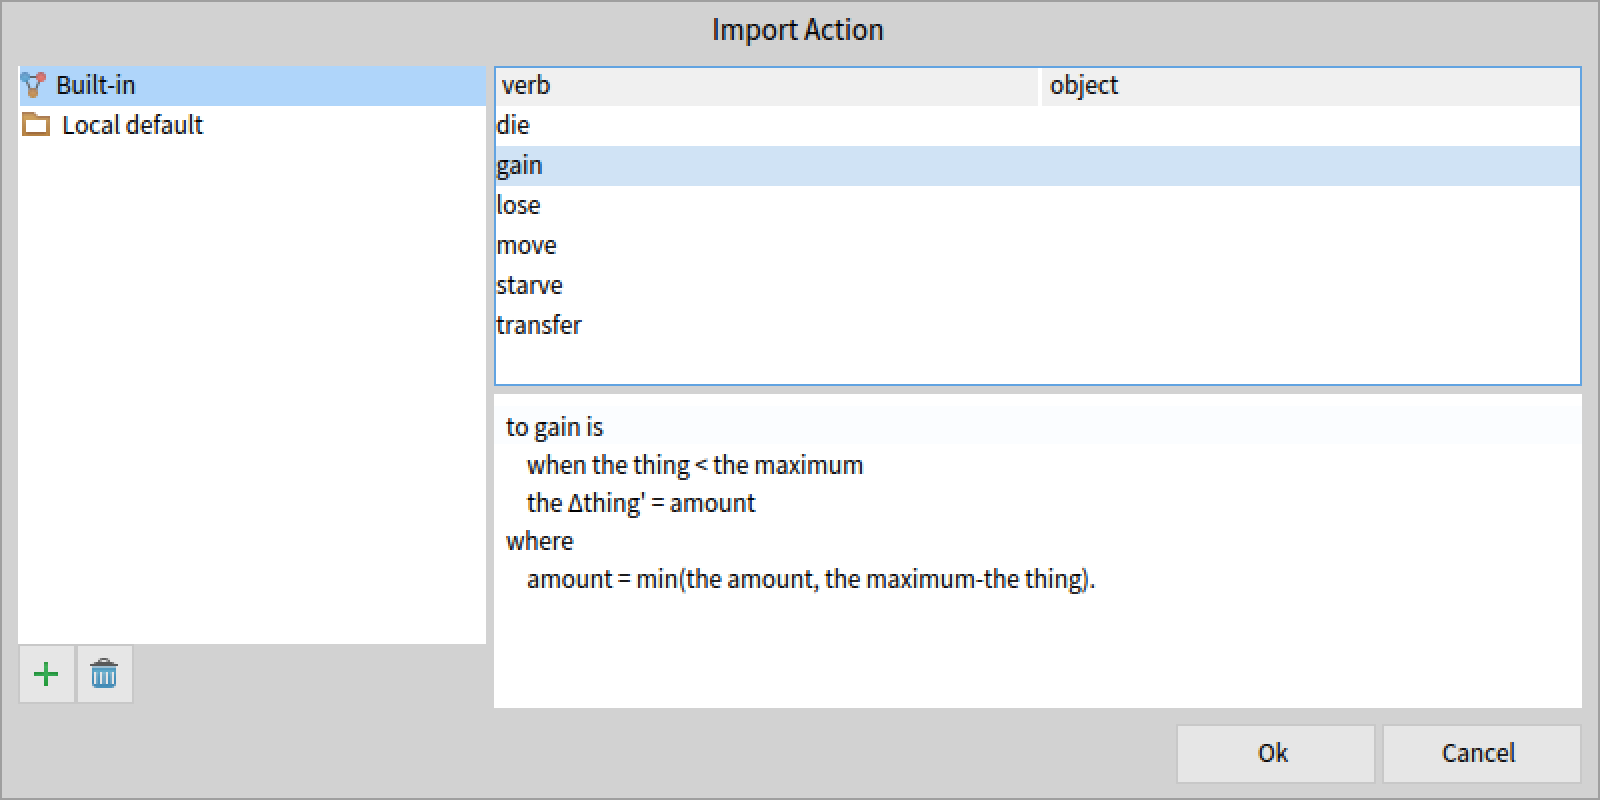 Import Action
Built-in
Local default
verb object
die
gain
lose
move
starve
transfer
to gain is
when the thing < the maximum
the Δthing' = amount
where
amount = min(the amount, the maximum-the thing).
Ok Cancel